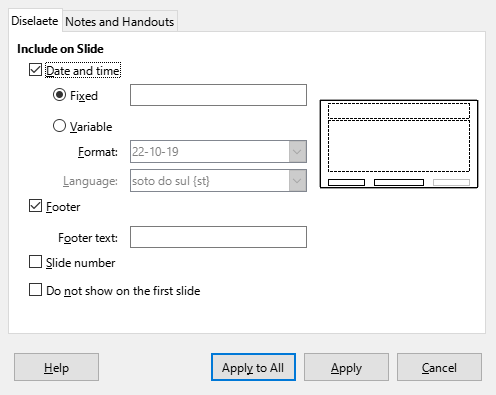 Diselaete Notes and Handouts
Include on Slide
Date and time
Fixed
Variable
Format: 22-10-19
Language: soto do sul {st}
Footer
Footer text:
Slide number
Do not show on the first slide
Help Apply to All Apply Cancel